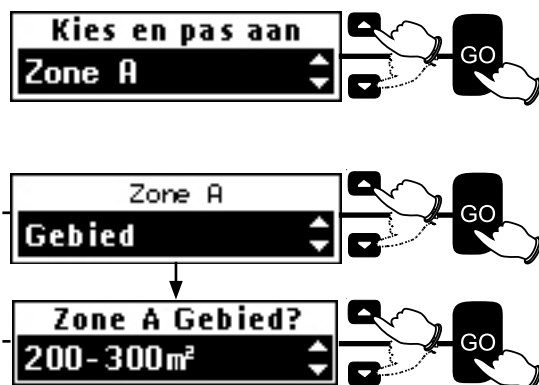 Kies en pas aan
Zone A
GO
Zone A
Gebied
GO
Zone A Gebied?
200-300m²
GO